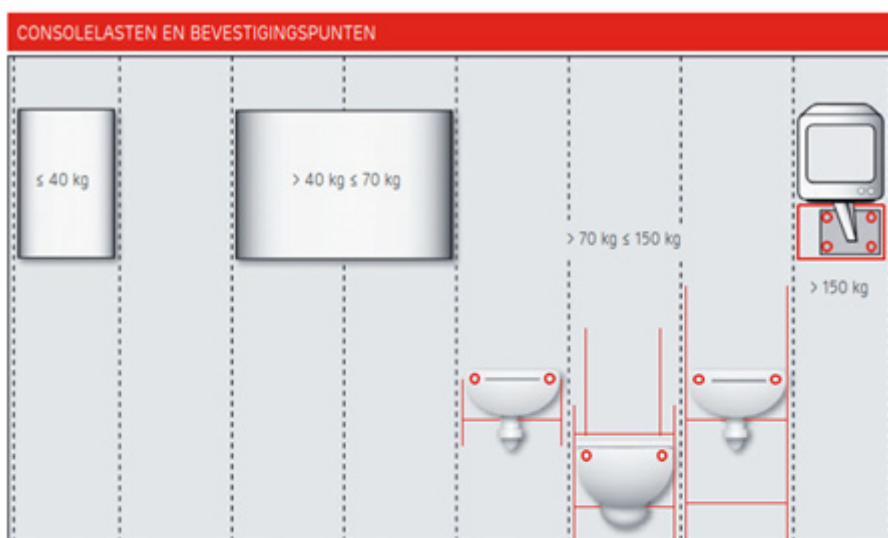 CONSOLELASTEN EN BEVESTIGINGSPUNTEN
≤ 40 kg
> 40 kg ≤ 70 kg
> 70 kg ≤ 150 kg
> 150 kg